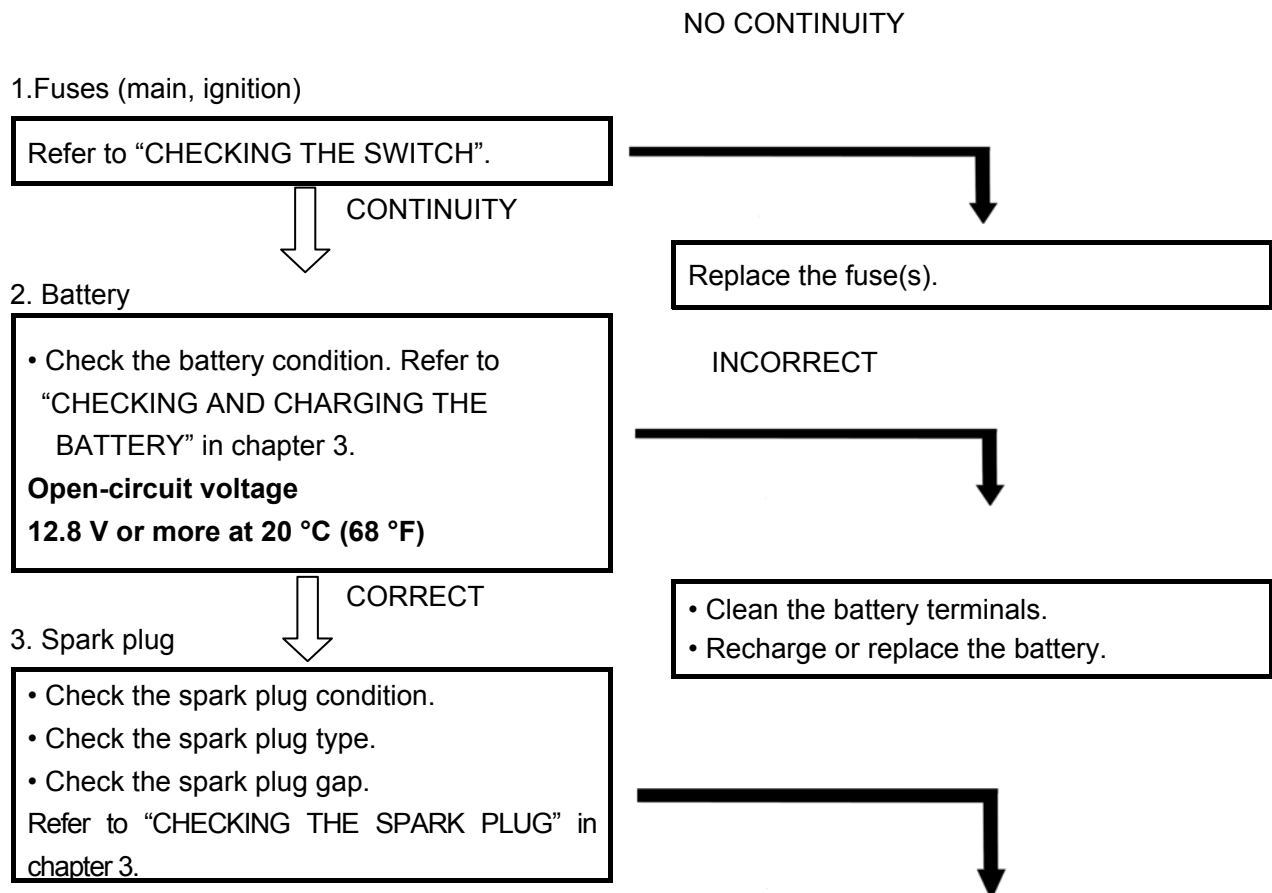 NO CONTINUITY
1.Fuses (main, ignition)
Refer to “CHECKING THE SWITCH”.
CONTINUITY
Replace the fuse(s).
2. Battery
• Check the battery condition. Refer to
“CHECKING AND CHARGING THE
BATTERY” in chapter 3.
Open-circuit voltage
12.8 V or more at 20 °C (68 °F)
INCORRECT
CORRECT
• Clean the battery terminals.
• Recharge or replace the battery.
3. Spark plug
• Check the spark plug condition.
• Check the spark plug type.
• Check the spark plug gap.
Refer to “CHECKING THE SPARK PLUG” in
chapter 3.